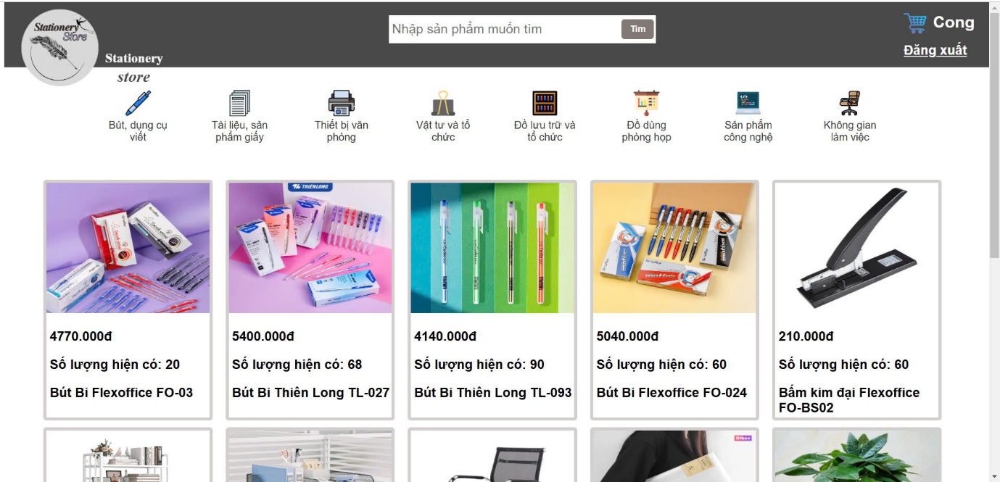 Stationery
Store
Stationery
store
Nhập sản phẩm muốn tìm
Tìm
Cong
Đăng xuất
Bút, dụng cụ
viết
Tài liệu, sản
phẩm giấy
Thiết bị văn
phòng
Vật tư và tổ
chức
Đồ lưu trữ và
tổ chức
Đồ dùng
phòng họp
Sản phẩm
công nghệ
Không gian
làm việc
THIÊN LONG
4770.000đ
Số lượng hiện có: 20
Bút Bi Flexoffice FO-03
5400.000đ
Số lượng hiện có: 68
Bút Bi Thiên Long TL-027
4140.000đ
Số lượng hiện có: 90
Bút Bi Thiên Long TL-093
5040.000đ
Số lượng hiện có: 60
Bút Bi Flexoffice FO-024
210.000đ
Số lượng hiện có: 60
Bấm kim đại Flexoffice
FO-BS02